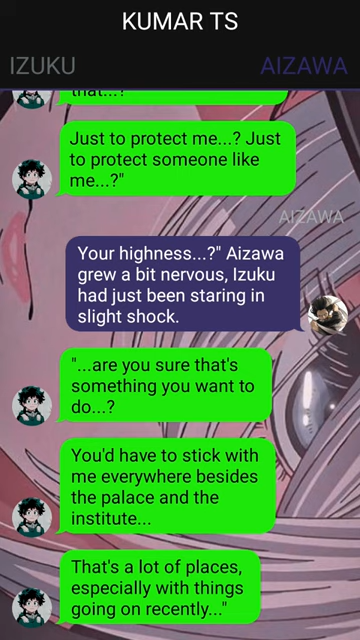 KUMAR TS
IZUKU
AIZAWA
that...?
Just to protect me...? Just
to protect someone like
me...?"
AIZAWA
Your highness...?" Aizawa
grew a bit nervous, Izuku
had just been staring in
slight shock.
"...are you sure that's
something you want to
do...?
You'd have to stick with
me everywhere besides
the palace and the
institute...
That's a lot of places,
especially with things
going on recently..."